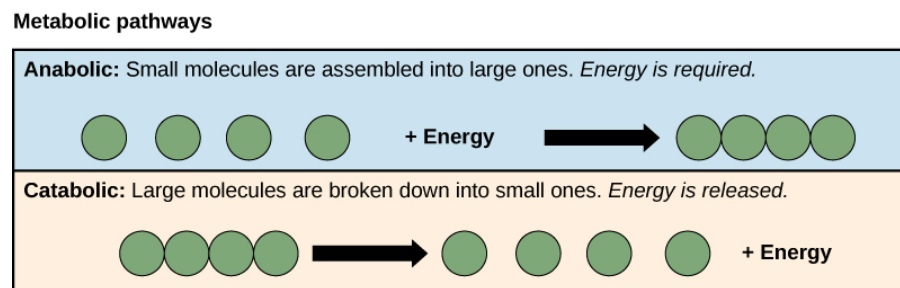 Metabolic pathways
Anabolic: Small molecules are assembled into large ones. Energy is required.
+ Energy
Catabolic: Large molecules are broken down into small ones. Energy is released.
+ Energy